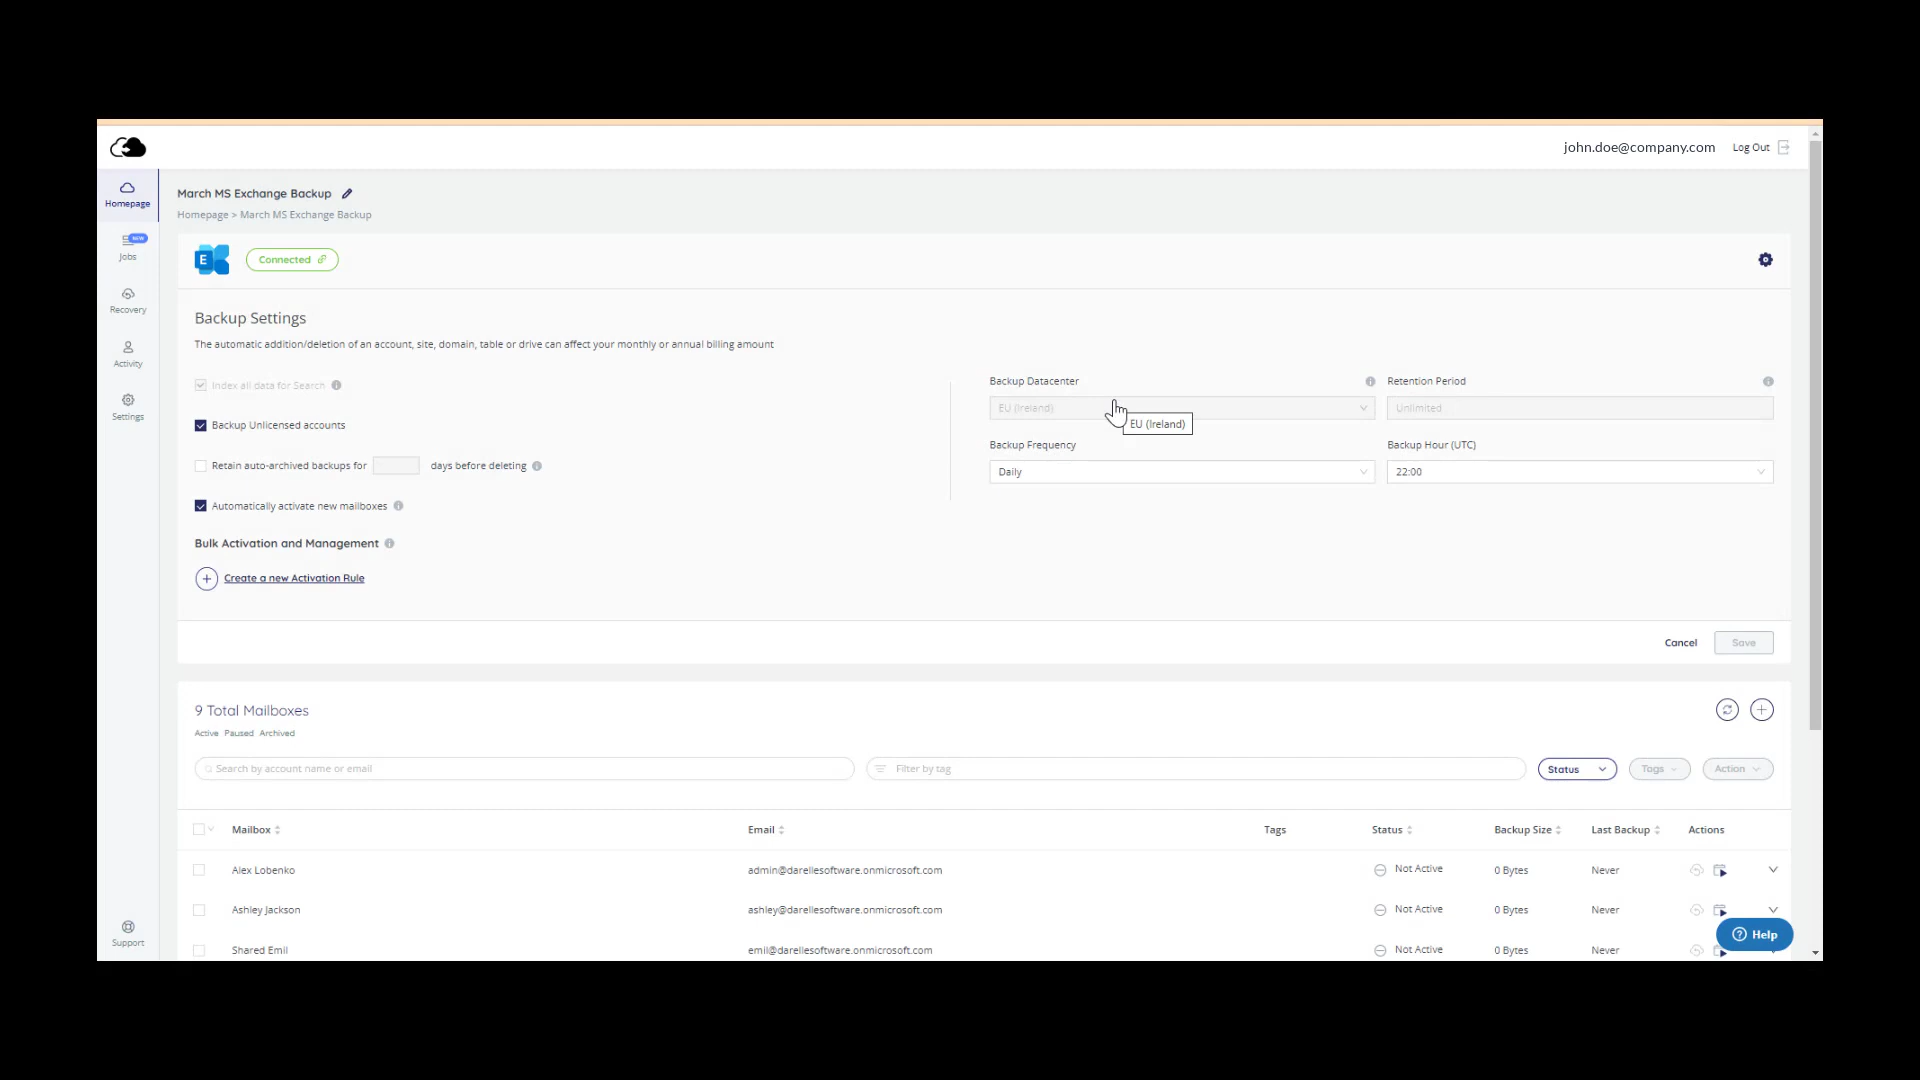 john.doe@company.com
Log Out
Homepage
NEW
Jobs
Recovery
Activity
Settings
Support
March MS Exchange Backup
Homepage > March MS Exchange Backup
E
Connected
Backup Settings
The automatic addition/deletion of an account, site, domain, table or drive can affect your monthly or annual billing amount
Index all data for Search
Backup Unlicensed accounts
Retain auto-archived backups for days before deleting
Automatically activate new mailboxes
Bulk Activation and Management
Create a new Activation Rule
Backup Datacenter
EU (Ireland)
EU (Ireland)
Retention Period
Unlimited
Backup Frequency
Daily
Backup Hour (UTC)
22:00
Cancel
Save
9 Total Mailboxes
Active Paused Archived
Search by account name or email
Filter by tag
Status
Tags
Action
Mailbox Email Tags Status Backup Size Last Backup Actions
Alex Lobenko admin@darellesoftware.onmicrosoft.com Not Active 0 Bytes Never
Ashley Jackson ashley@darellesoftware.onmicrosoft.com Not Active 0 Bytes Never
Shared Emil emil@darellesoftware.onmicrosoft.com Not Active 0 Bytes Never
Help